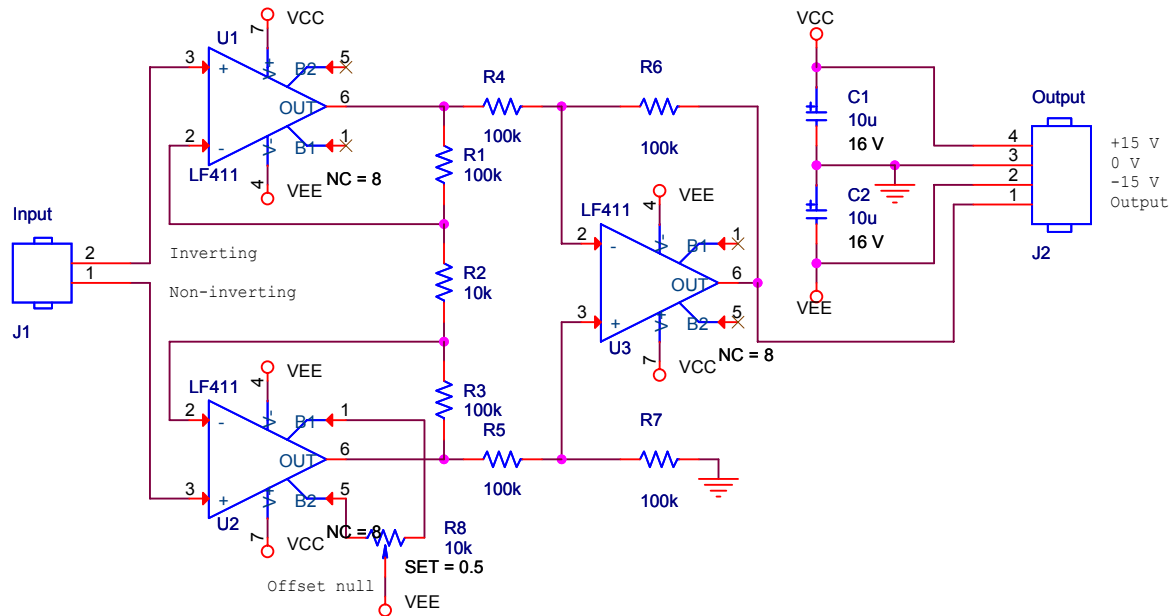 VCC
7
U1
3
+
V+
B2
5
OUT
6
2
-
V-
B1
1
LF411
4
VEE
NC = 8
R4
100k
R6
100k
R1
100k
Input
2
1
J1
Inverting
Non-inverting
R2
10k
LF411
4
VEE
2
-
V-
B1
1
OUT
6
3
+
V+
B2
5
U3
7
VCC
NC = 8
VCC
C1
10u
16 V
C2
10u
16 V
VEE
Output
4
3
2
1
J2
+15 V
0 V
-15 V
Output
VEE
4
LF411
2
-
V-
B1
1
OUT
6
3
+
V+
B2
5
U2
7
VCC
NC = 8
R3
100k
R5
100k
R7
100k
R8
10k
SET = 0.5
Offset null
VEE